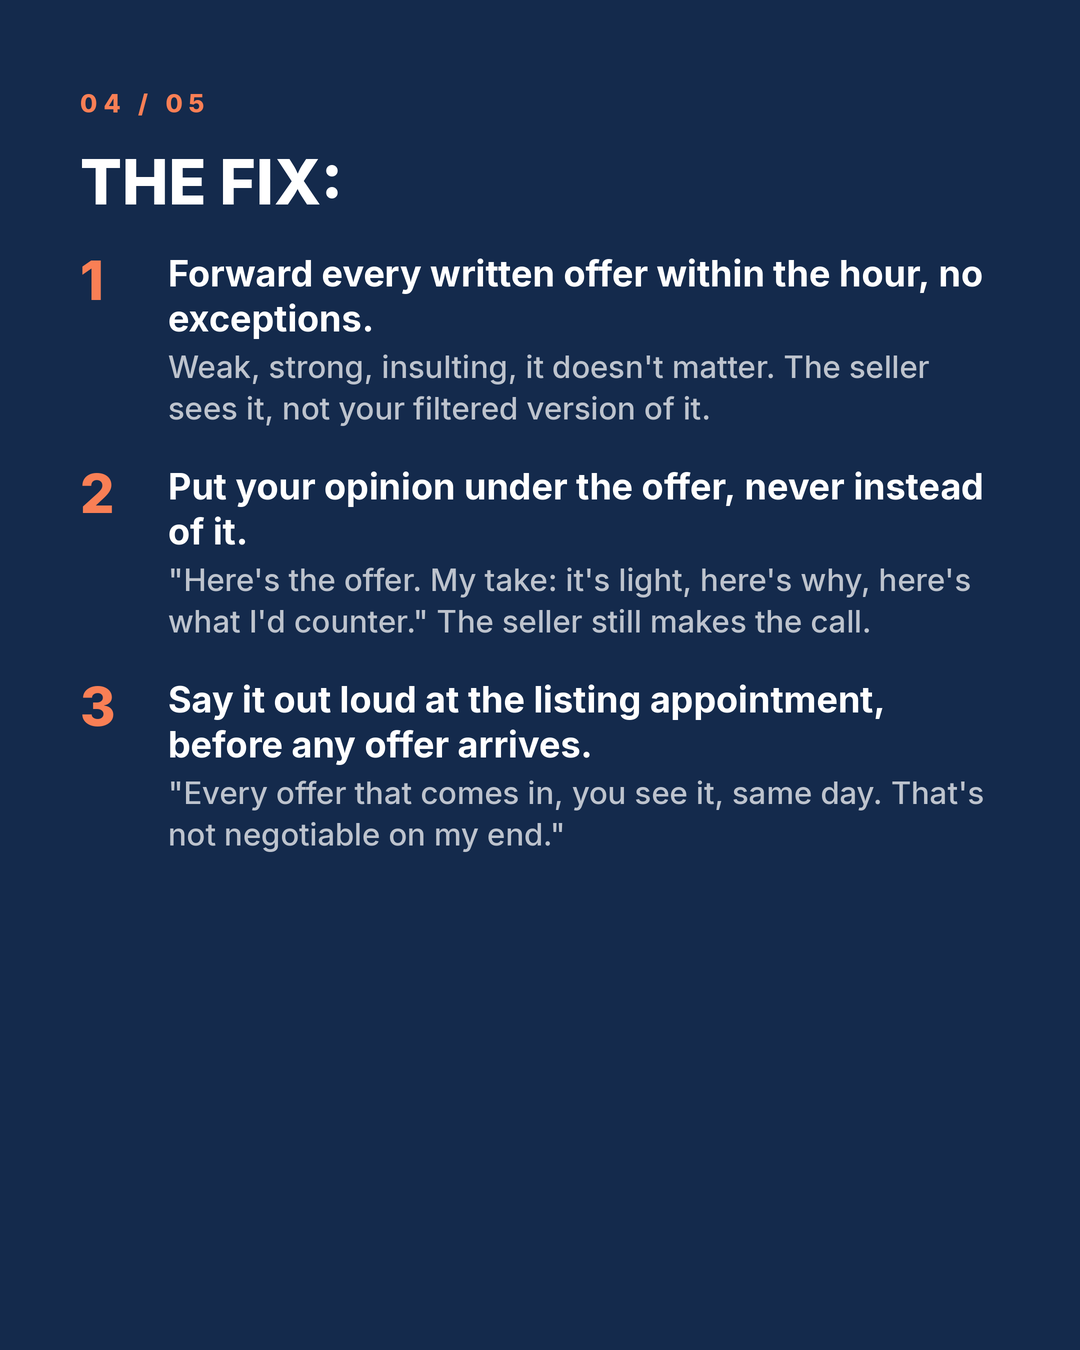 04 / 05
THE FIX:
1
Forward every written offer within the hour, no
exceptions.
Weak, strong, insulting, it doesn't matter. The seller
sees it, not your filtered version of it.
2
Put your opinion under the offer, never instead
of it.
"Here's the offer. My take: it's light, here's why, here's
what I'd counter." The seller still makes the call.
3
Say it out loud at the listing appointment,
before any offer arrives.
"Every offer that comes in, you see it, same day. That's
not negotiable on my end."